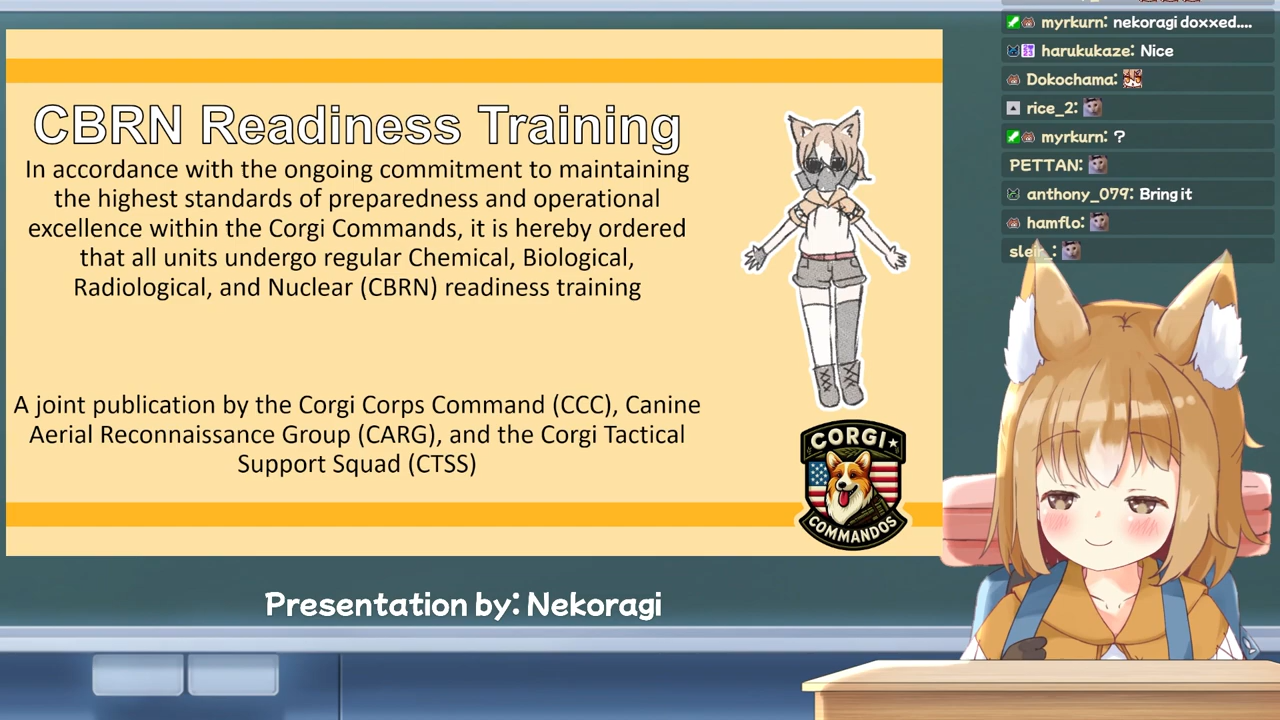 CBRN Readiness Training
In accordance with the ongoing commitment to maintaining
the highest standards of preparedness and operational
excellence within the Corgi Commands, it is hereby ordered
that all units undergo regular Chemical, Biological,
Radiological, and Nuclear (CBRN) readiness training
A joint publication by the Corgi Corps Command (CCC), Canine
Aerial Reconnaissance Group (CARG), and the Corgi Tactical
Support Squad (CTSS)
CORGI
COMMANDOS
Presentation by: Nekoragi
myrkurn: nekoragi doxxed....
harukukaze: Nice
Dokochama:
rice_2:
myrkurn: ?
PETTAN:
anthony_079: Bring it
hamflo: